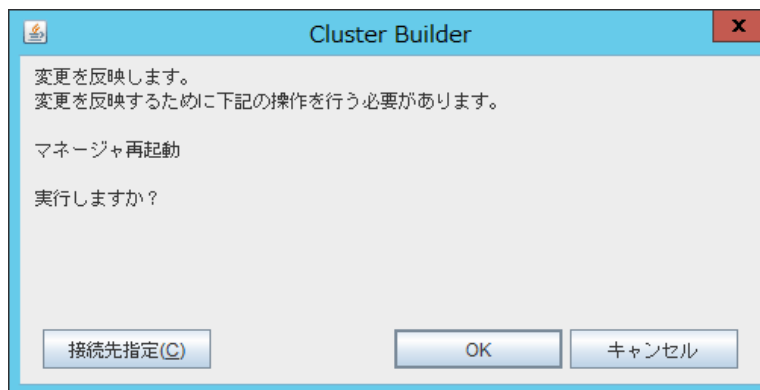 Cluster Builder
x
変更を反映します。
変更を反映するために下記の操作を行う必要があります。
マネージャ再起動
実行しますか？
接続先指定(C)
OK
キャンセル